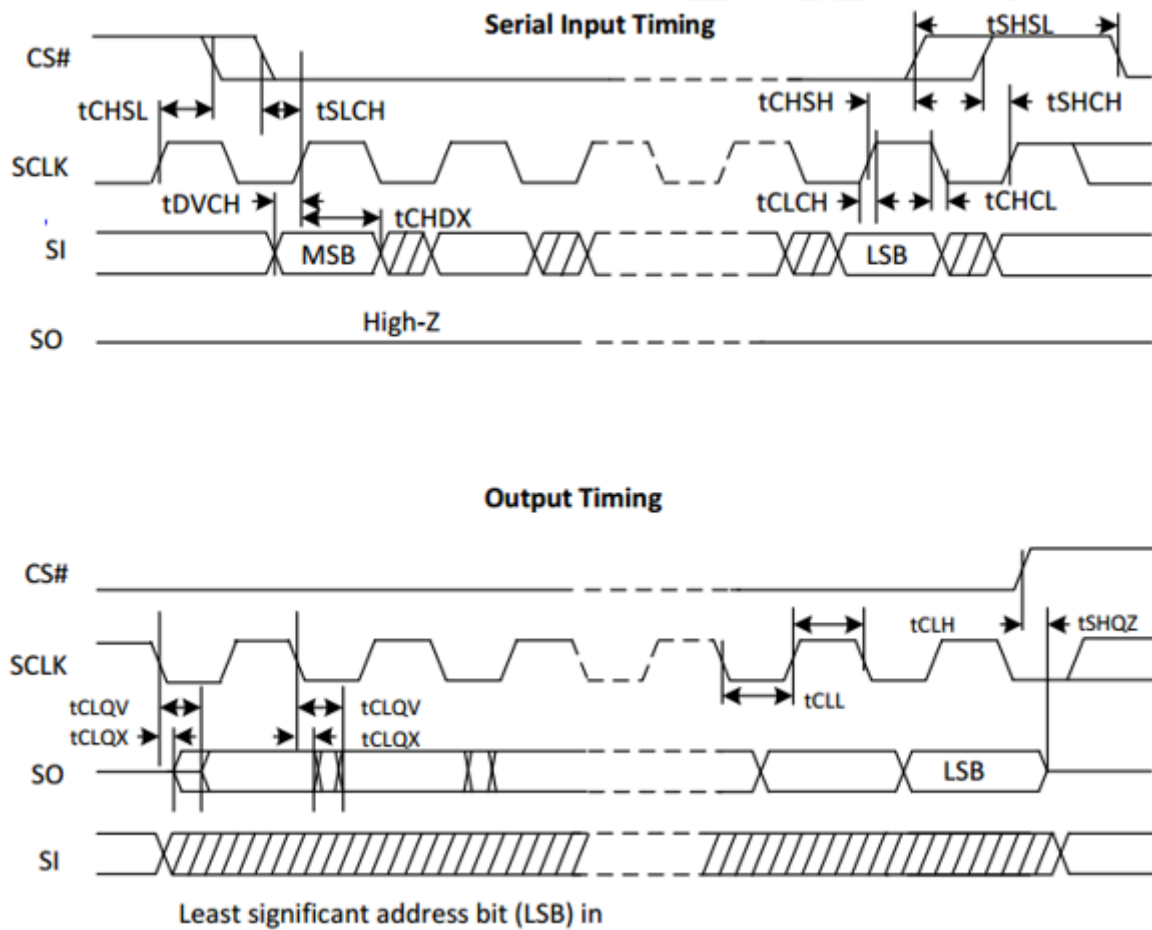 Serial Input Timing
tSHSL
CS#
tCHSL
tSLCH
tCHSH
tSHCH
SCLK
tDVCH
tCHDX
tCLCH
tCHCL
SI
MSB
LSB
High-Z
SO
Output Timing
CS#
tCLH
tSHQZ
SCLK
tCLQV
tCLQV
tCLL
tCLQX
tCLQX
SO
LSB
SI
Least significant address bit (LSB) in